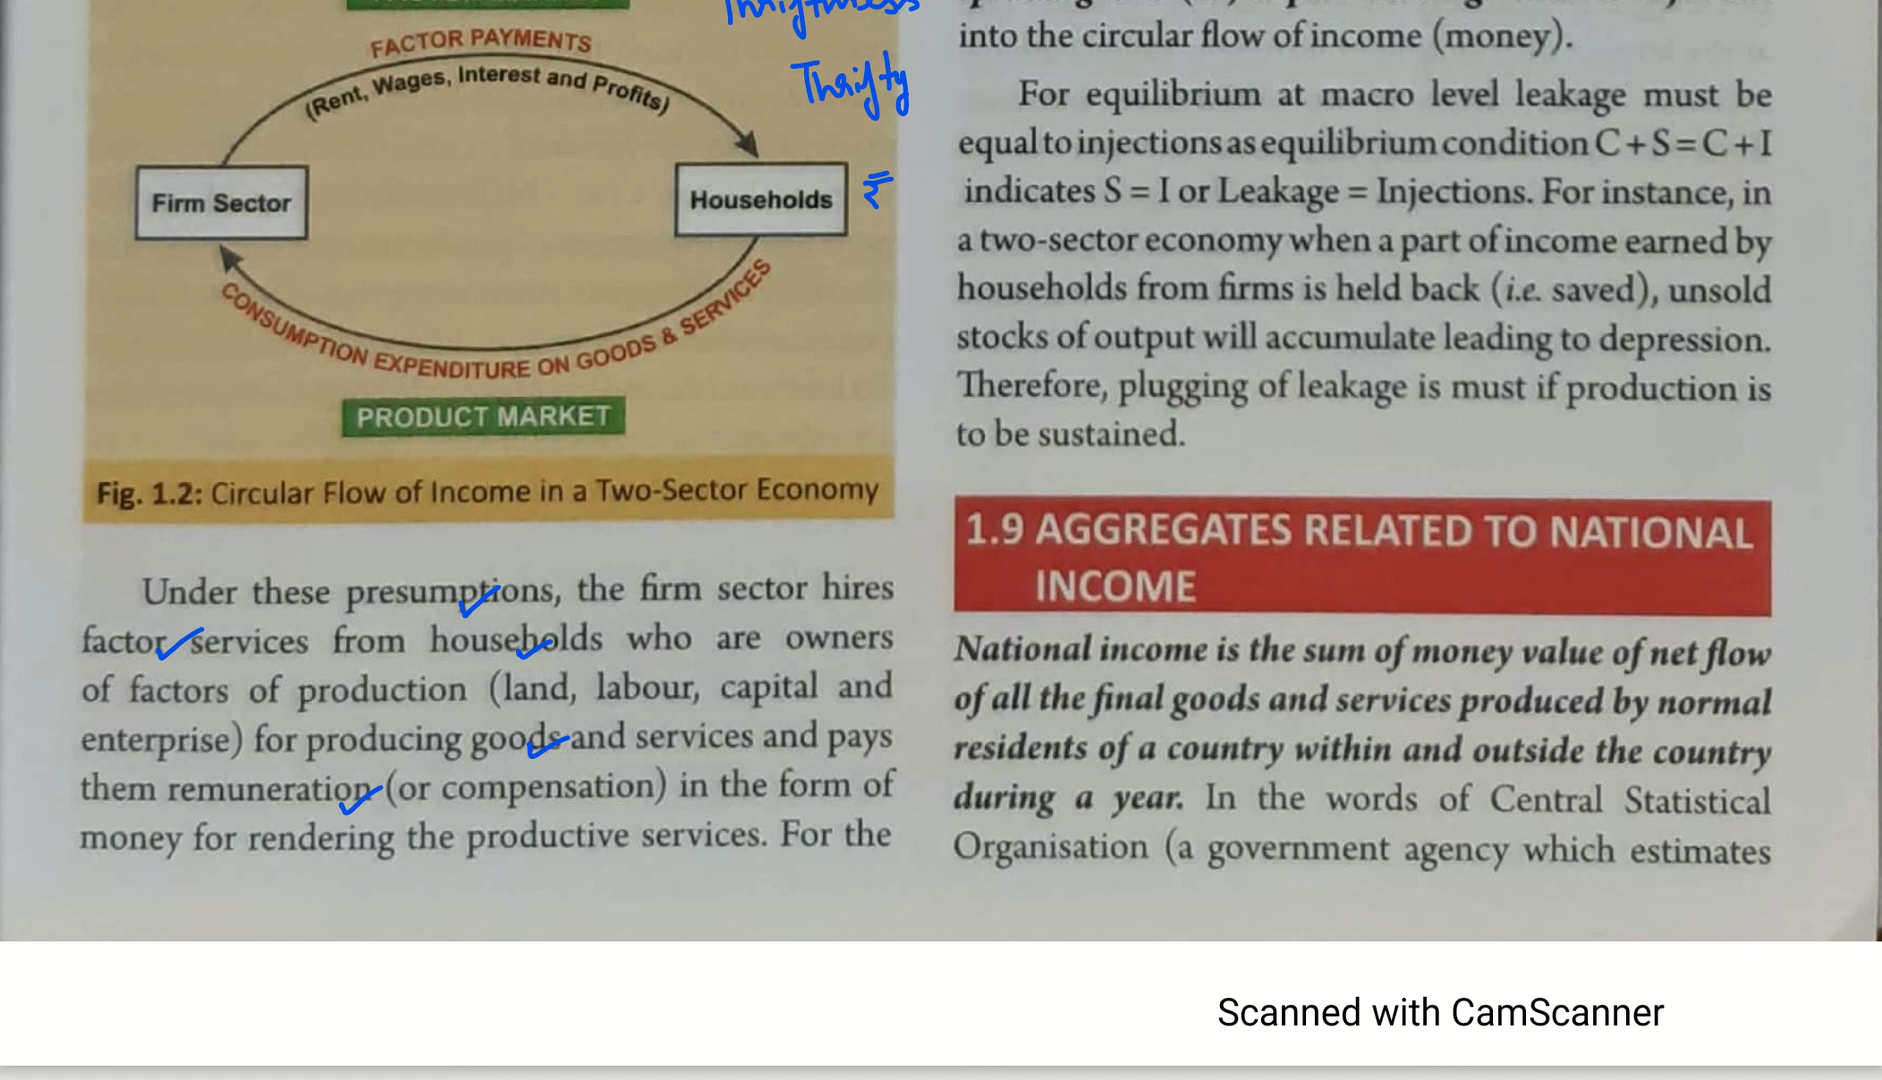 Thriftiness
Thrifty
FACTOR PAYMENTS
(Rent, Wages, Interest and Profits)
Firm Sector
Households
₹
CONSUMPTION EXPENDITURE ON GOODS & SERVICES
PRODUCT MARKET
Fig. 1.2: Circular Flow of Income in a Two-Sector Economy
Under these presumptions, the firm sector hires
factor services from households who are owners
of factors of production (land, labour, capital and
enterprise) for producing goods and services and pays
them remuneration (or compensation) in the form of
money for rendering the productive services. For the
into the circular flow of income (money).
For equilibrium at macro level leakage must be
equal to injections as equilibrium condition C + S = C + I
indicates S = I or Leakage = Injections. For instance, in
a two-sector economy when a part of income earned by
households from firms is held back (i.e. saved), unsold
stocks of output will accumulate leading to depression.
Therefore, plugging of leakage is must if production is
to be sustained.
1.9 AGGREGATES RELATED TO NATIONAL
INCOME
National income is the sum of money value of net flow
of all the final goods and services produced by normal
residents of a country within and outside the country
during a year. In the words of Central Statistical
Organisation (a government agency which estimates
Scanned with CamScanner